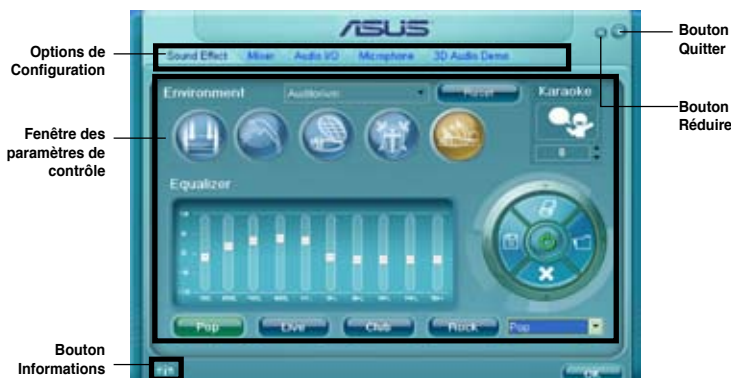 ASUS
Bouton
Quitter
Options de
Configuration
Sound Effect Mixer Audio I/O Microphone 3D Audio Demo
Bouton
Réduire
Environment Auditorium Reset Karaoke
Fenêtre des
paramètres de
contrôle
Equalizer
Pop Live Club Rock Pop
Bouton
Informations
OK